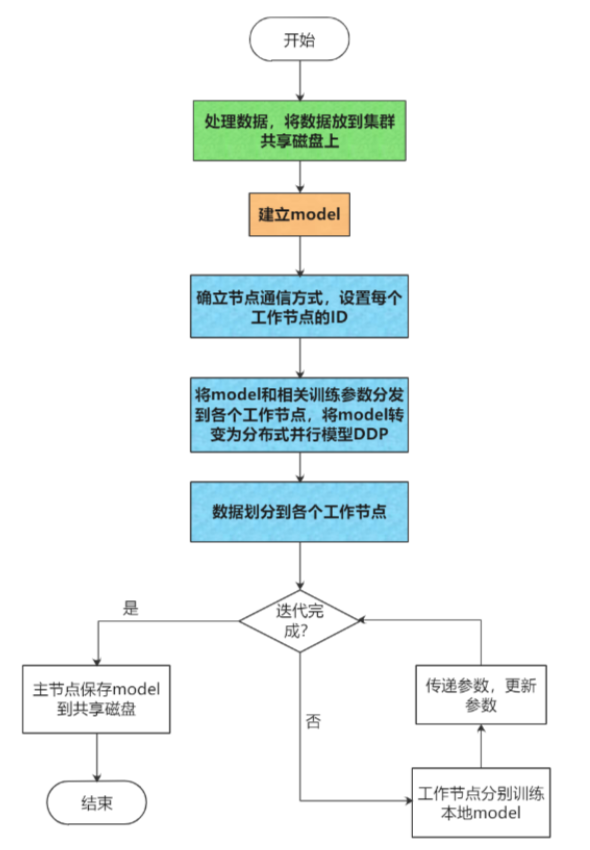 开始
处理数据，将数据放到集群
共享磁盘上
建立model
确立节点通信方式，设置每个
工作节点的ID
将model和相关训练参数分发
到各个工作节点，将model转
变为分布式并行模型DDP
数据划分到各个工作节点
迭代完
成？
是
否
主节点保存model
到共享磁盘
结束
传递参数，更新
参数
工作节点分别训练
本地model